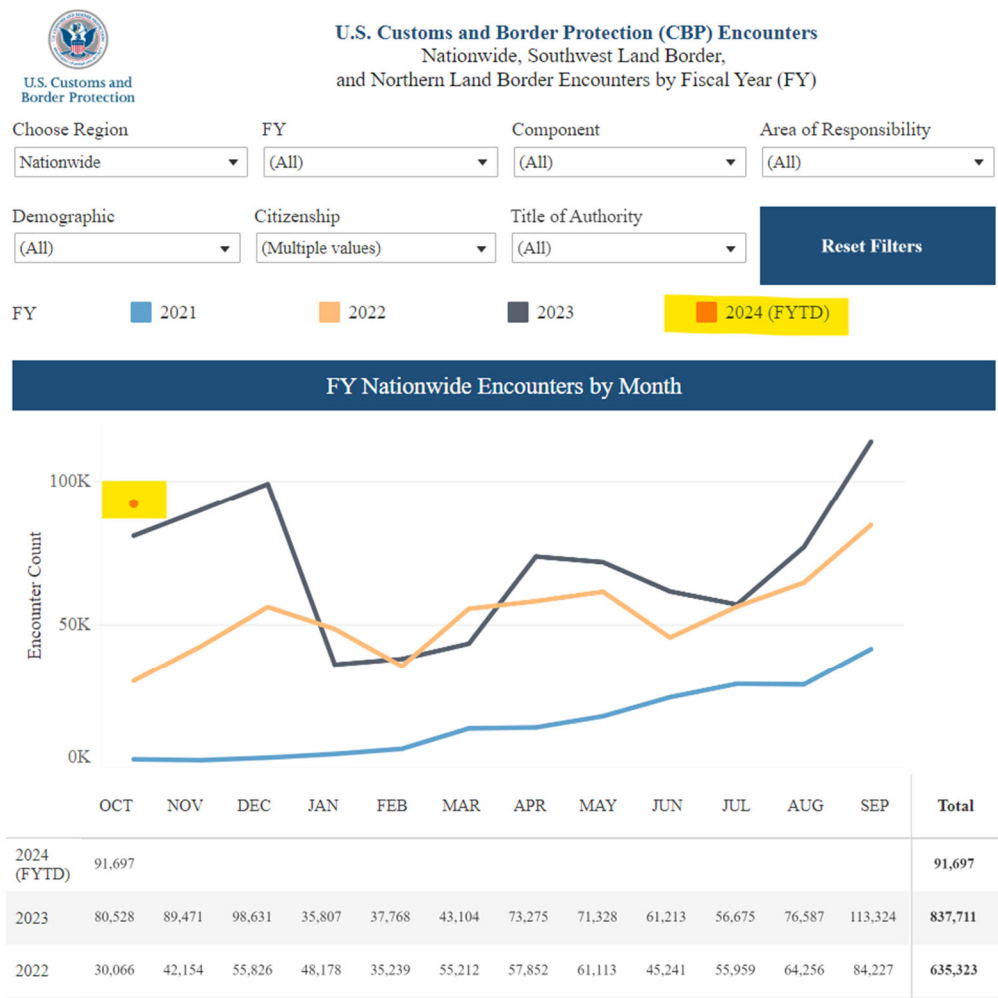 U.S. Customs and
Border Protection
U.S. Customs and Border Protection (CBP) Encounters
Nationwide, Southwest Land Border,
and Northern Land Border Encounters by Fiscal Year (FY)
Choose Region FY Component Area of Responsibility
Nationwide (All) (All) (All)
Demographic Citizenship Title of Authority
(All) (Multiple values) (All) Reset Filters
FY 2021 2022 2023 2024 (FYTD)
FY Nationwide Encounters by Month
100K
50K
0K
Encounter Count
OCT NOV DEC JAN FEB MAR APR MAY JUN JUL AUG SEP Total
2024
(FYTD) 91,697 91,697
2023 80,528 89,471 98,631 35,807 37,768 43,104 73,275 71,328 61,213 56,675 76,587 113,324 837,711
2022 30,066 42,154 55,826 48,178 35,239 55,212 57,852 61,113 45,241 55,959 64,256 84,227 635,323